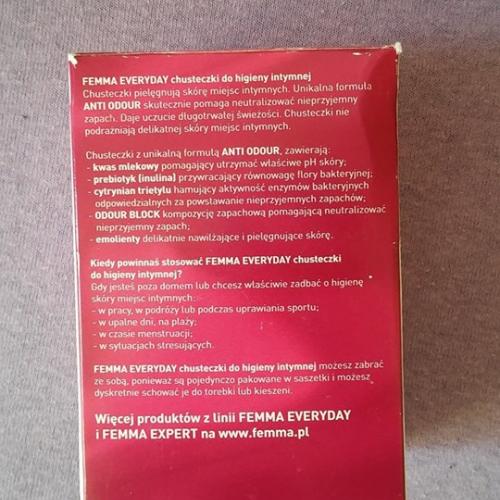 FEMMA EVERYDAY chusteczki do higieny intymnej
Chusteczki pielęgnują skórę miejsc intymnych. Unikalna formuła
ANTI ODOUR skutecznie pomaga neutralizować nieprzyjemny
zapach. Daje uczucie długotrwałej świeżości. Chusteczki nie
podrażniają delikatnej skóry miejsc intymnych.
Chusteczki z unikalną formułą ANTI ODOUR, zawierają:
- kwas mlekowy pomagający utrzymać właściwe pH skóry;
- prebiotyk (inulina) przywracający równowagę flory bakteryjnej;
- cytrynian trietylu hamujący aktywność enzymów bakteryjnych
odpowiedzialnych za powstawanie nieprzyjemnych zapachów;
- ODOUR BLOCK kompozycję zapachową pomagającą neutralizować
nieprzyjemny zapach;
- emolienty delikatnie nawilżające i pielęgnujące skórę.
Kiedy powinnaś stosować FEMMA EVERYDAY chusteczki
do higieny intymnej?
Gdy jesteś poza domem lub chcesz właściwie zadbać o higienę
skóry miejsc intymnych:
- w pracy, w podróży lub podczas uprawiania sportu;
- w upalne dni, na plaży;
- w czasie menstruacji;
- w sytuacjach stresujących.
FEMMA EVERYDAY chusteczki do higieny intymnej możesz zabrać
ze sobą, ponieważ są pojedynczo pakowane w saszetki i możesz
dyskretnie schować je do torebki lub kieszeni.
Więcej produktów z linii FEMMA EVERYDAY
i FEMMA EXPERT na www.femma.pl